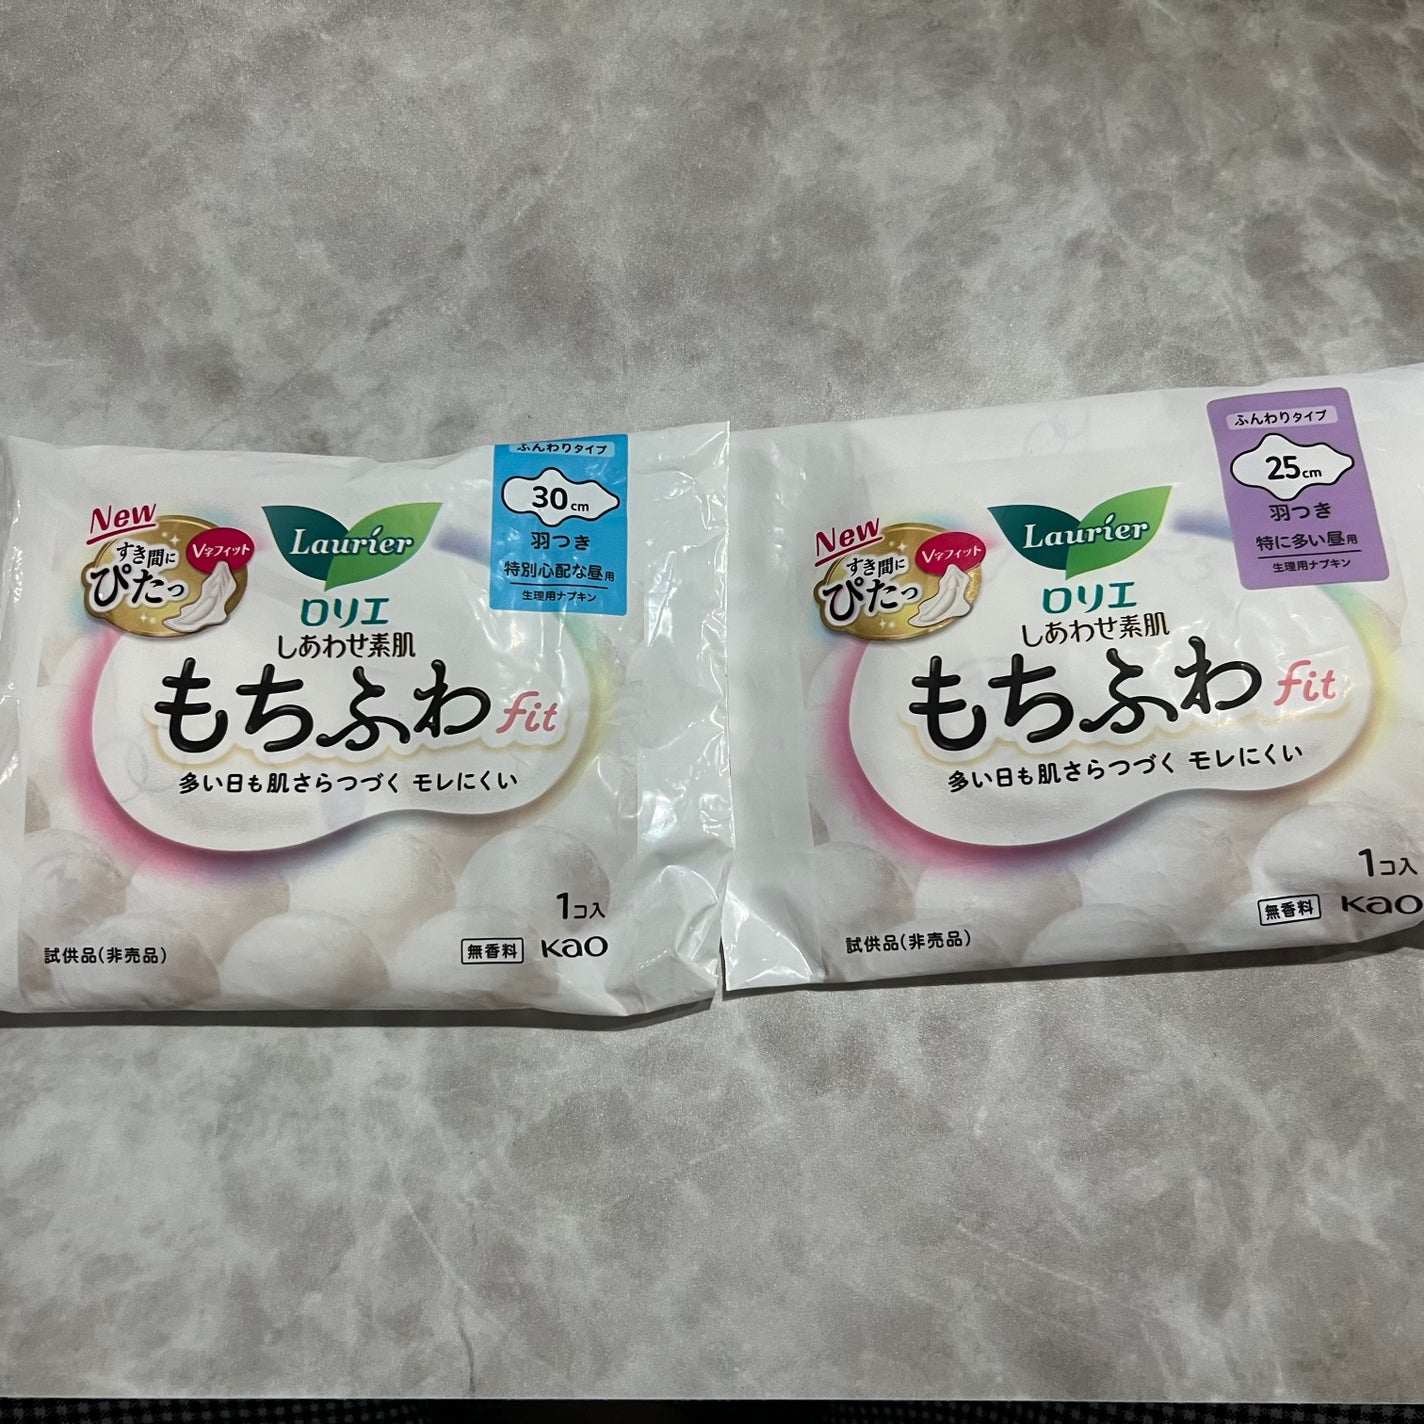 New
すき間に
ぴたっ
V字フィット
Laurier
ロリエ
しあわせ素肌
もちふわfit
多い日も肌さらつづく モレにくい
ふんわりタイプ
30cm
羽つき
特別心配な昼用
生理用ナプキン
1コ入
試供品(非売品)
無香料
Kao
New
すき間に
ぴたっ
V字フィット
Laurier
ロリエ
しあわせ素肌
もちふわfit
多い日も肌さらつづく モレにくい
ふんわりタイプ
25cm
羽つき
特に多い昼用
生理用ナプキン
1コ入
試供品(非売品)
無香料
Kao